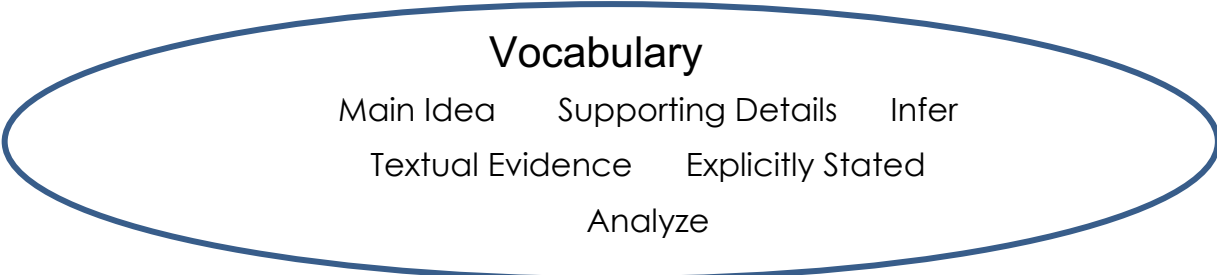 Vocabulary
Main Idea Supporting Details Infer
Textual Evidence Explicitly Stated
Analyze